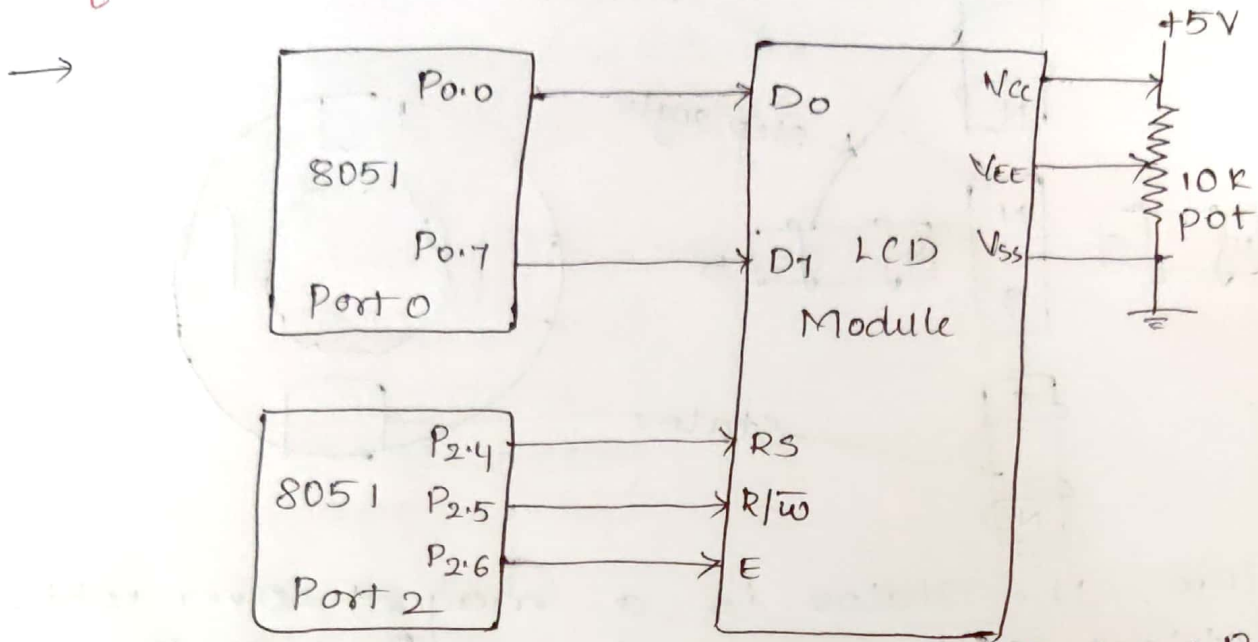 +5V
P0.0
D0
VCC
8051
VEE
10K
pot
P0.7
D7
LCD
VSS
Port 0
Module
P2.4
RS
8051
P2.5
R/W̅
P2.6
E
Port 2